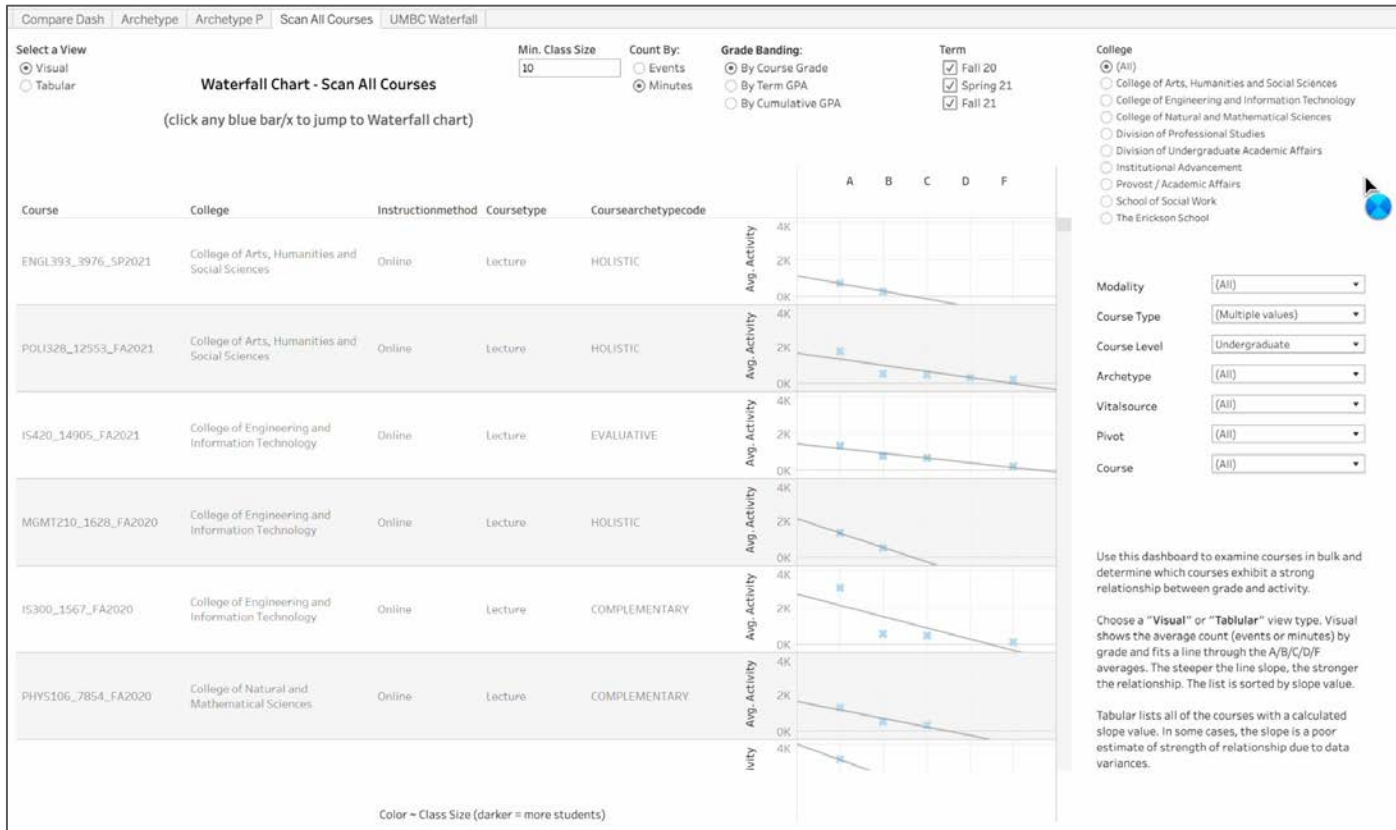 Compare Dash Archetype Archetype P Scan All Courses UMBC Waterfall
Select a View
Visual
Tabular
Waterfall Chart - Scan All Courses
(click any blue bar/x to jump to Waterfall chart)
Min. Class Size
10
Count By:
Events
Minutes
Grade Banding:
By Course Grade
By Term GPA
By Cumulative GPA
Term
Fall 20
Spring 21
Fall 21
College
(All)
College of Arts, Humanities and Social Sciences
College of Engineering and Information Technology
College of Natural and Mathematical Sciences
Division of Professional Studies
Division of Undergraduate Academic Affairs
Institutional Advancement
Provost / Academic Affairs
School of Social Work
The Erickson School
A B C D F
Course College Instructionmethod Coursetype Coursearchetypecode
ENGL393_3976_SP2021 College of Arts, Humanities and Social Sciences Online Lecture HOLISTIC
Avg. Activity
4K
2K
0K
POLI328_12553_FA2021 College of Arts, Humanities and Social Sciences Online Lecture HOLISTIC
Avg. Activity
4K
2K
0K
IS420_14905_FA2021 College of Engineering and Information Technology Online Lecture EVALUATIVE
Avg. Activity
4K
2K
0K
MGMT210_1628_FA2020 College of Engineering and Information Technology Online Lecture HOLISTIC
Avg. Activity
4K
2K
0K
IS300_1567_FA2020 College of Engineering and Information Technology Online Lecture COMPLEMENTARY
Avg. Activity
4K
2K
0K
PHYS106_7854_FA2020 College of Natural and Mathematical Sciences Online Lecture COMPLEMENTARY
Avg. Activity
4K
2K
0K
ivity
4K
Color ~ Class Size (darker = more students)
Modality (All)
Course Type (Multiple values)
Course Level Undergraduate
Archetype (All)
Vitalsource (All)
Pivot (All)
Course (All)
Use this dashboard to examine courses in bulk and
determine which courses exhibit a strong
relationship between grade and activity.
Choose a "Visual" or "Tablular" view type. Visual
shows the average count (events or minutes) by
grade and fits a line through the A/B/C/D/F
averages. The steeper the line slope, the stronger
the relationship. The list is sorted by slope value.
Tabular lists all of the courses with a calculated
slope value. In some cases, the slope is a poor
estimate of strength of relationship due to data
variances.